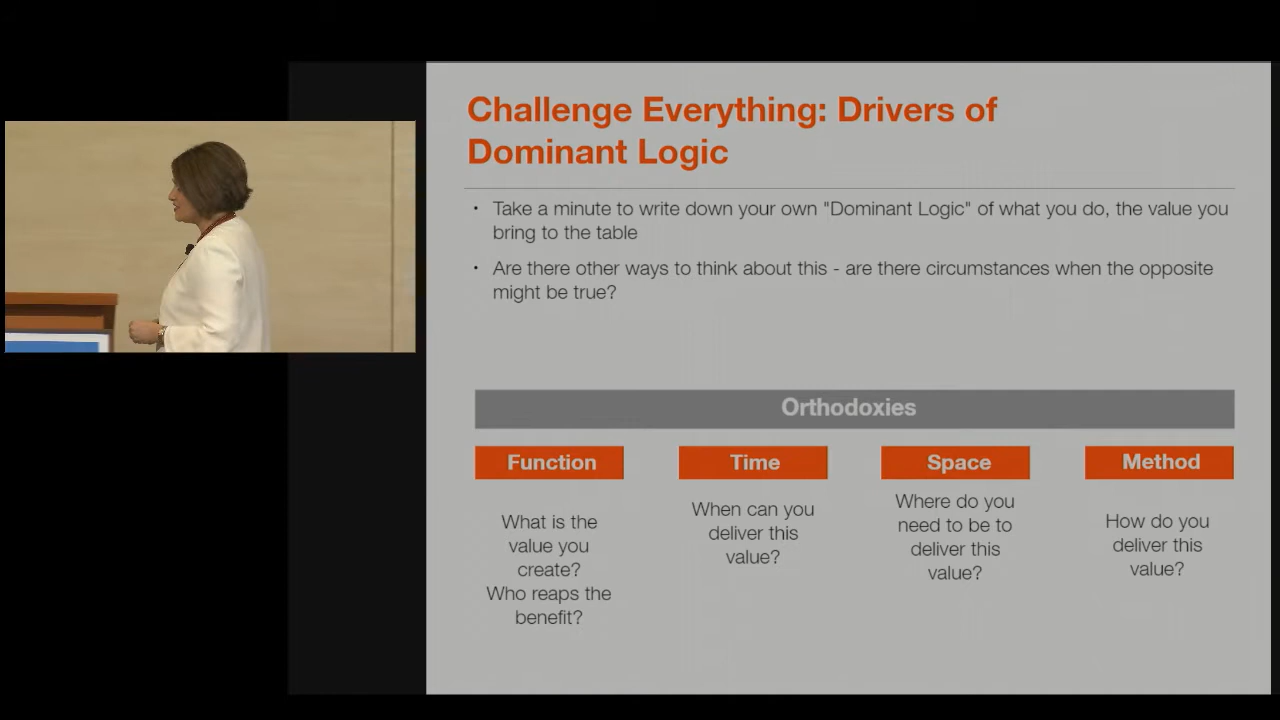 Challenge Everything: Drivers of
Dominant Logic
• Take a minute to write down your own "Dominant Logic" of what you do, the value you
bring to the table
• Are there other ways to think about this - are there circumstances when the opposite
might be true?
Orthodoxies
Function
What is the
value you
create?
Who reaps the
benefit?
Time
When can you
deliver this
value?
Space
Where do you
need to be to
deliver this
value?
Method
How do you
deliver this
value?